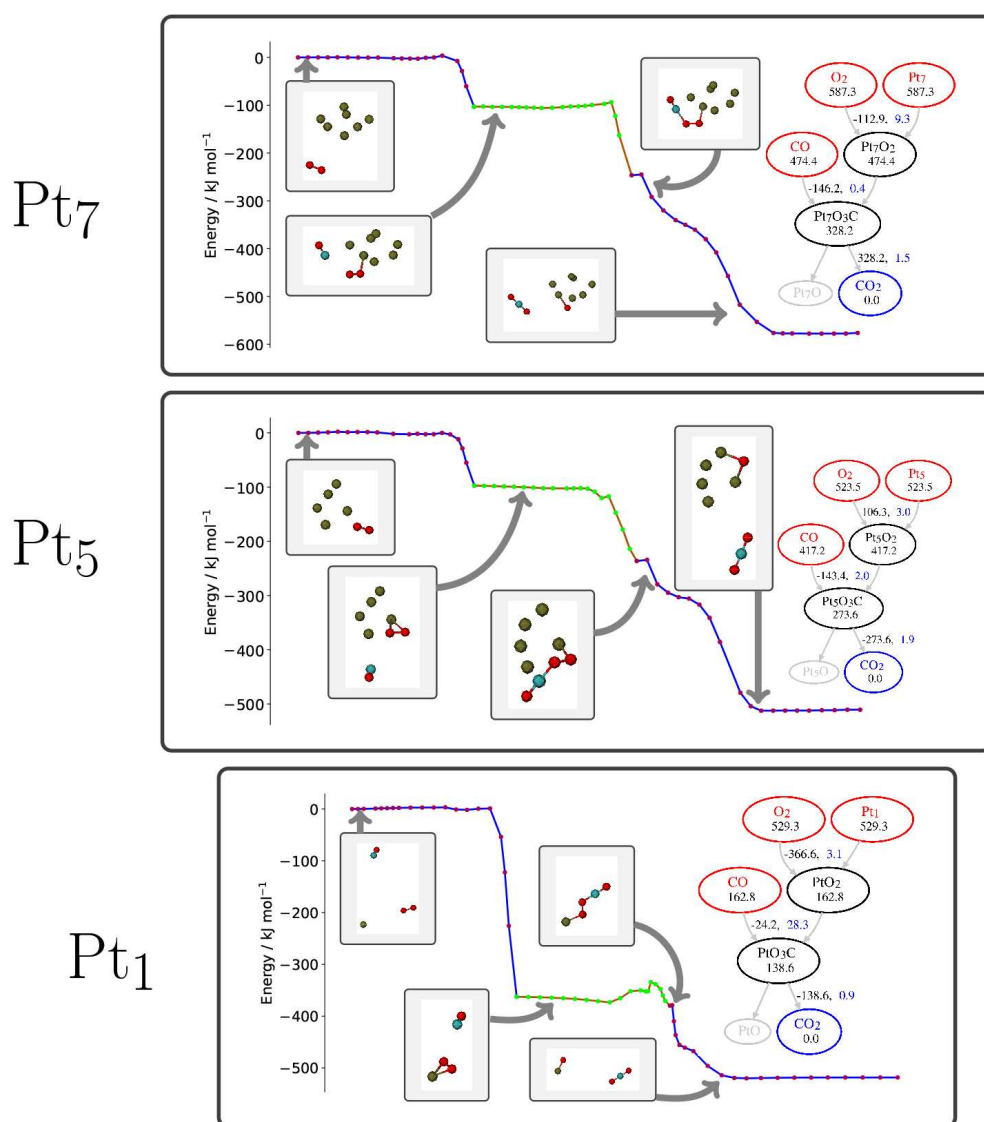 Pt₇
Energy / kJ mol⁻¹
0
−100
−200
−300
−400
−500
−600
O₂
587.3
Pt₇
587.3
-112.9, 9.3
CO
474.4
Pt₇O₂
474.4
-146.2, 0.4
Pt₇O₃C
328.2
328.2, 1.5
Pt₇O
CO₂
0.0
Pt₅
Energy / kJ mol⁻¹
0
−100
−200
−300
−400
−500
O₂
523.5
Pt₅
523.5
106.3, 3.0
CO
417.2
Pt₅O₂
417.2
-143.4, 2.0
Pt₅O₃C
273.6
-273.6, 1.9
Pt₅O
CO₂
0.0
Pt₁
Energy / kJ mol⁻¹
0
−100
−200
−300
−400
−500
O₂
529.3
Pt₁
529.3
-366.6, 3.1
CO
162.8
PtO₂
162.8
-24.2, 28.3
PtO₃C
138.6
-138.6, 0.9
PtO
CO₂
0.0